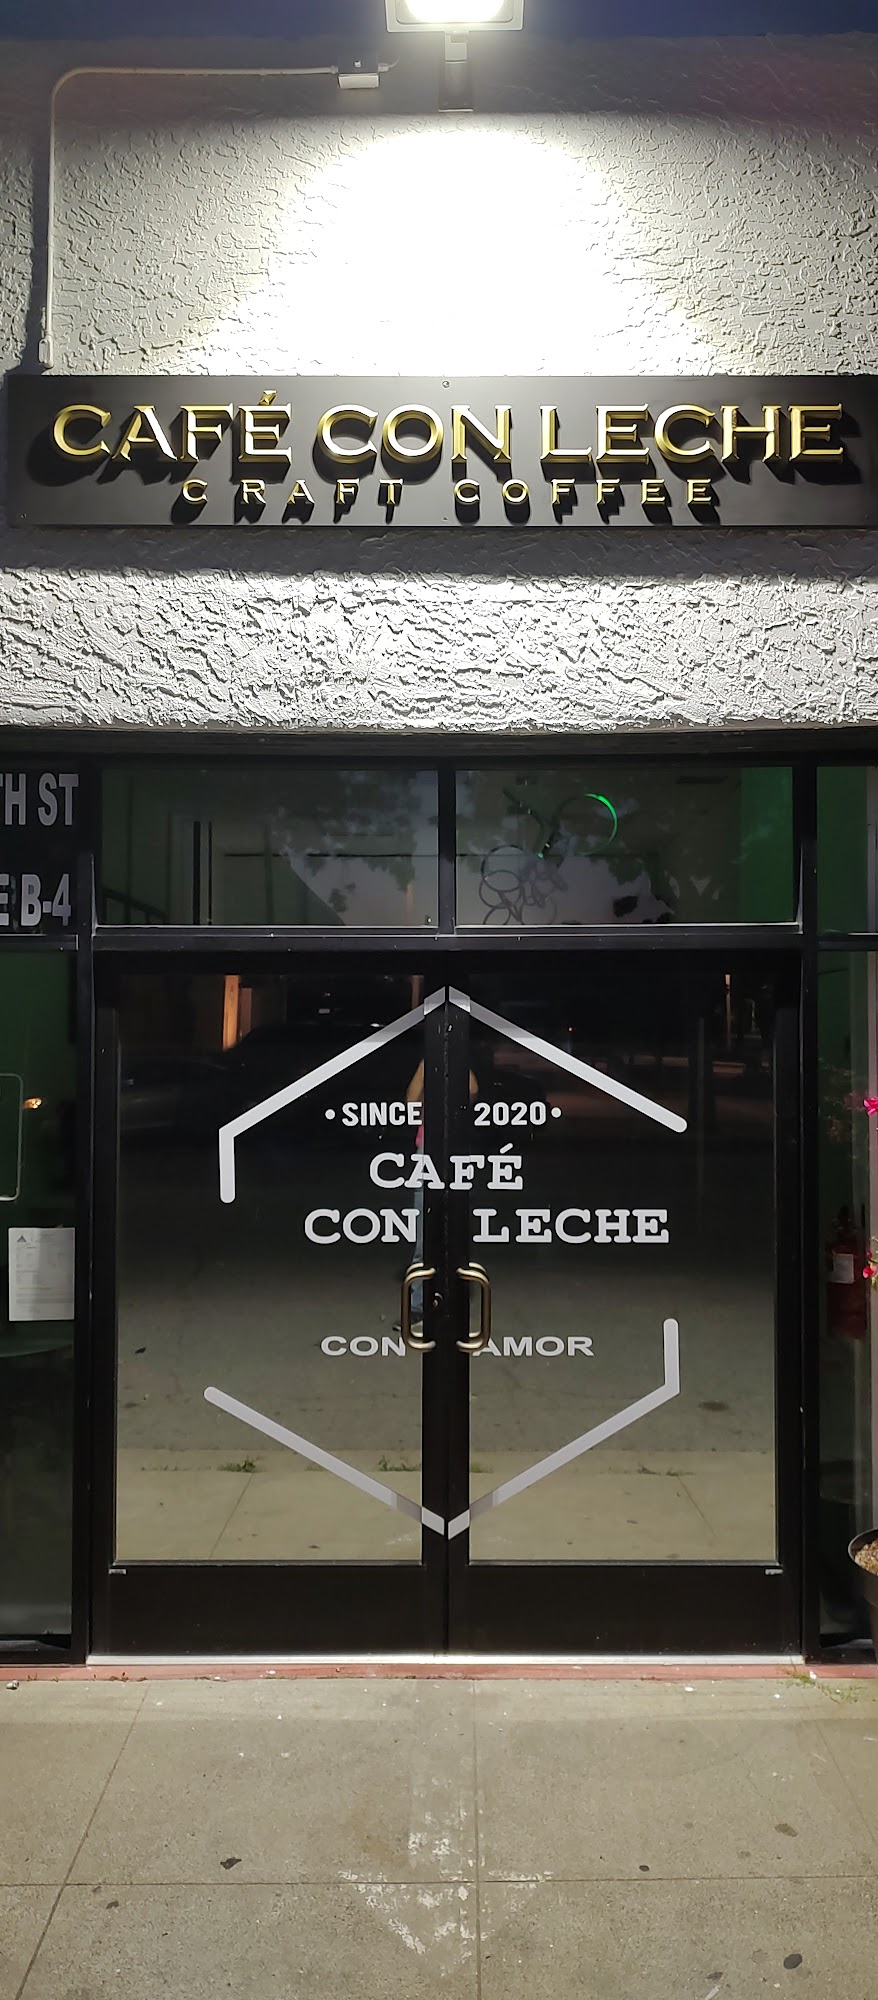 CAFÉ CON LECHE
CRAFT COFFEE
TH ST
E B-4
•SINCE 2020•
CAFÉ
CON LECHE
CON AMOR